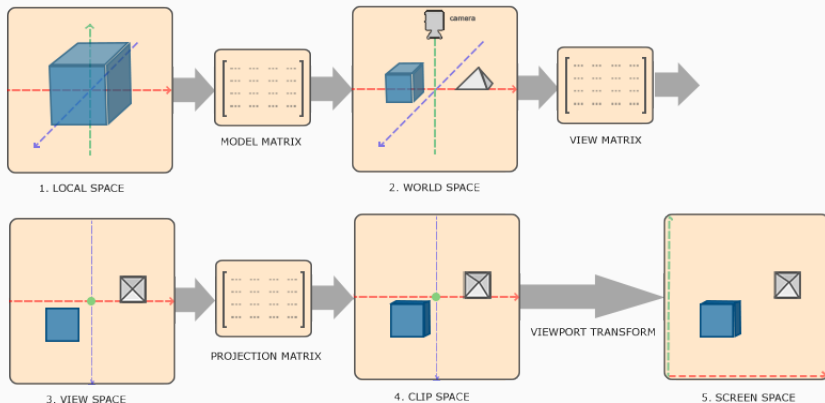 camera
MODEL MATRIX
VIEW MATRIX
1. LOCAL SPACE
2. WORLD SPACE
VIEWPORT TRANSFORM
PROJECTION MATRIX
3. VIEW SPACE
4. CLIP SPACE
5. SCREEN SPACE